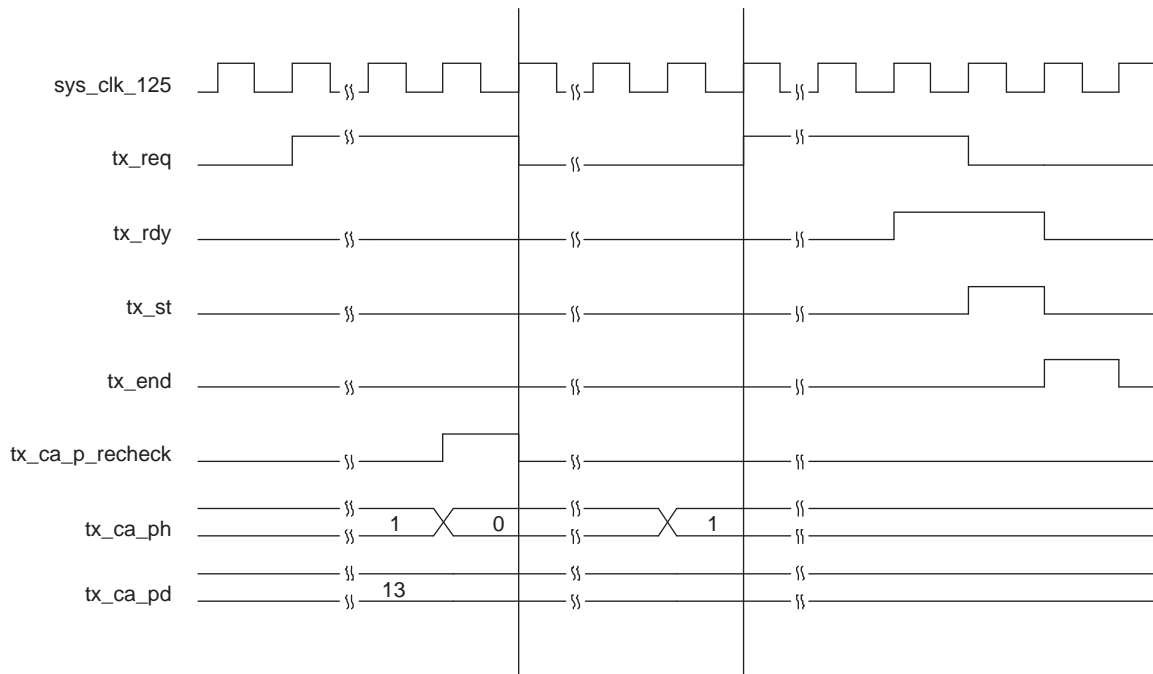 sys_clk_125
tx_req
tx_rdy
tx_st
tx_end
tx_ca_p_recheck
tx_ca_ph 1 0 1
tx_ca_pd 13